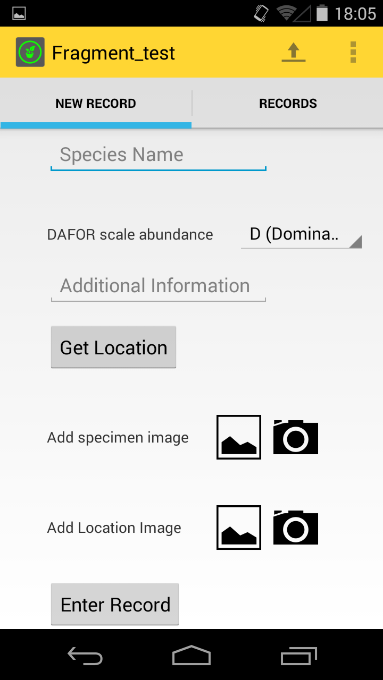 18:05
Fragment_test
NEW RECORD
RECORDS
Species Name
DAFOR scale abundance
D (Domina..
Additional Information
Get Location
Add specimen image
Add Location Image
Enter Record